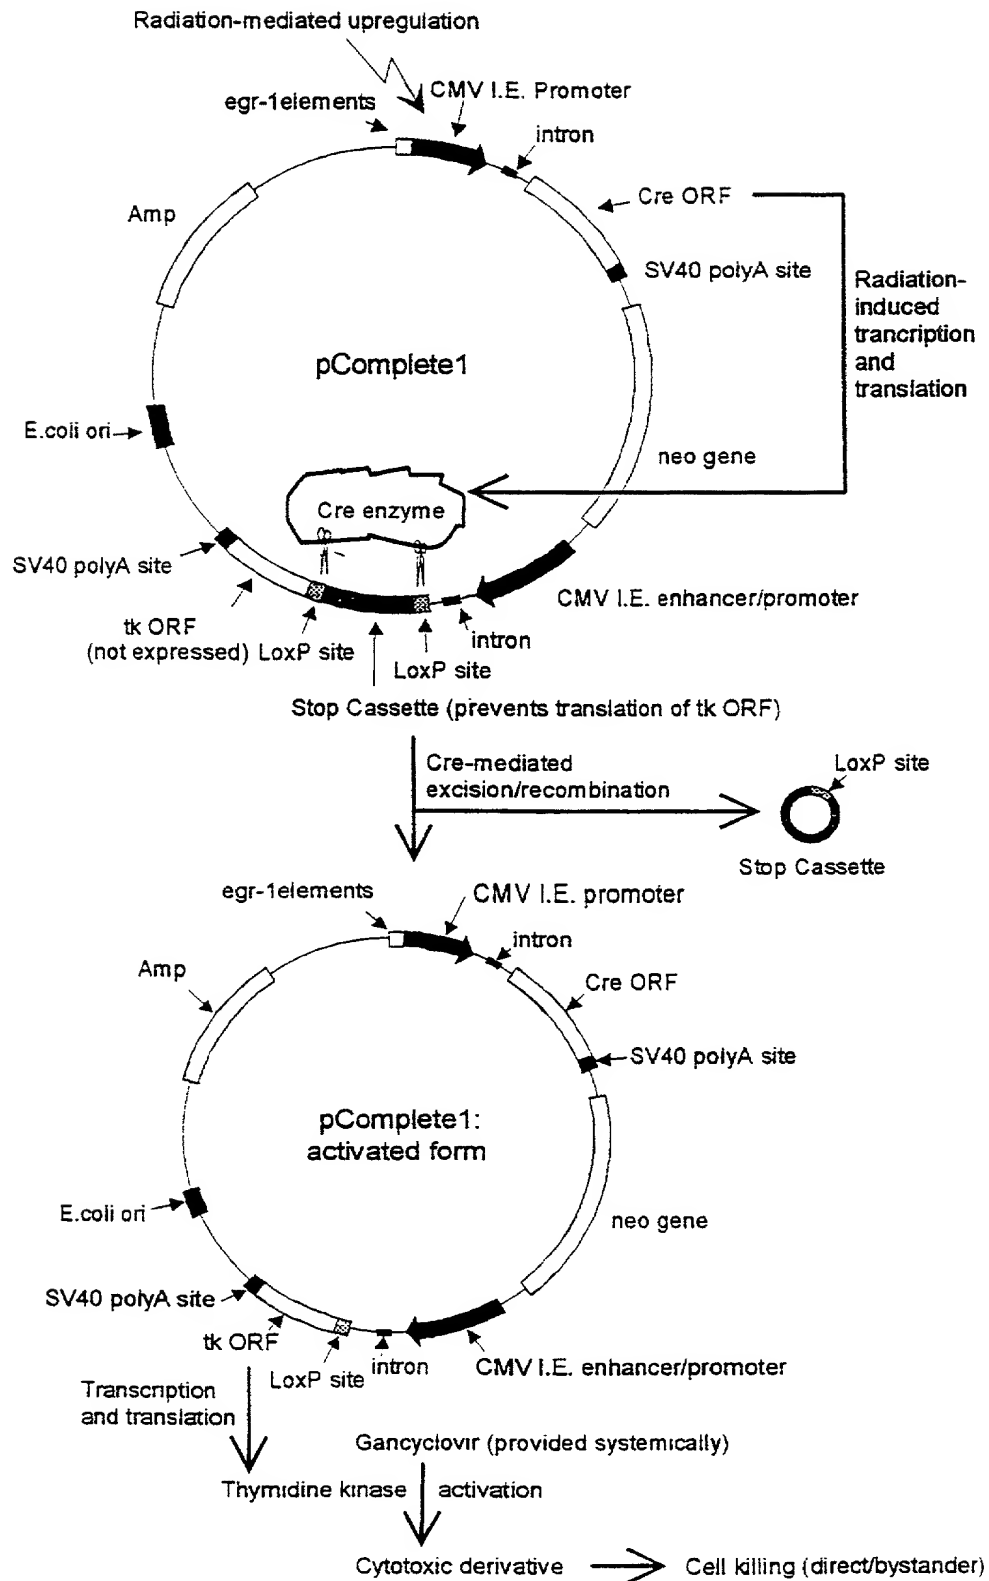 Radiation-mediated upregulation
egr-1elements
CMV I.E. Promoter
intron
Amp
Cre ORF
SV40 polyA site
Radiation-
induced
trancription
and
translation
pComplete1
E.coli ori
neo gene
Cre enzyme
SV40 polyA site
CMV I.E. enhancer/promoter
tk ORF
(not expressed)
LoxP site
intron
LoxP site
Stop Cassette (prevents translation of tk ORF)
Cre-mediated
excision/recombination
LoxP site
Stop Cassette
egr-1elements
CMV I.E. promoter
intron
Amp
Cre ORF
SV40 polyA site
pComplete1:
activated form
E.coli ori
neo gene
SV40 polyA site
tk ORF
LoxP site
intron
CMV I.E. enhancer/promoter
Transcription
and translation
Gancyclovir (provided systemically)
Thymidine kinase
activation
Cytotoxic derivative
Cell killing (direct/bystander)